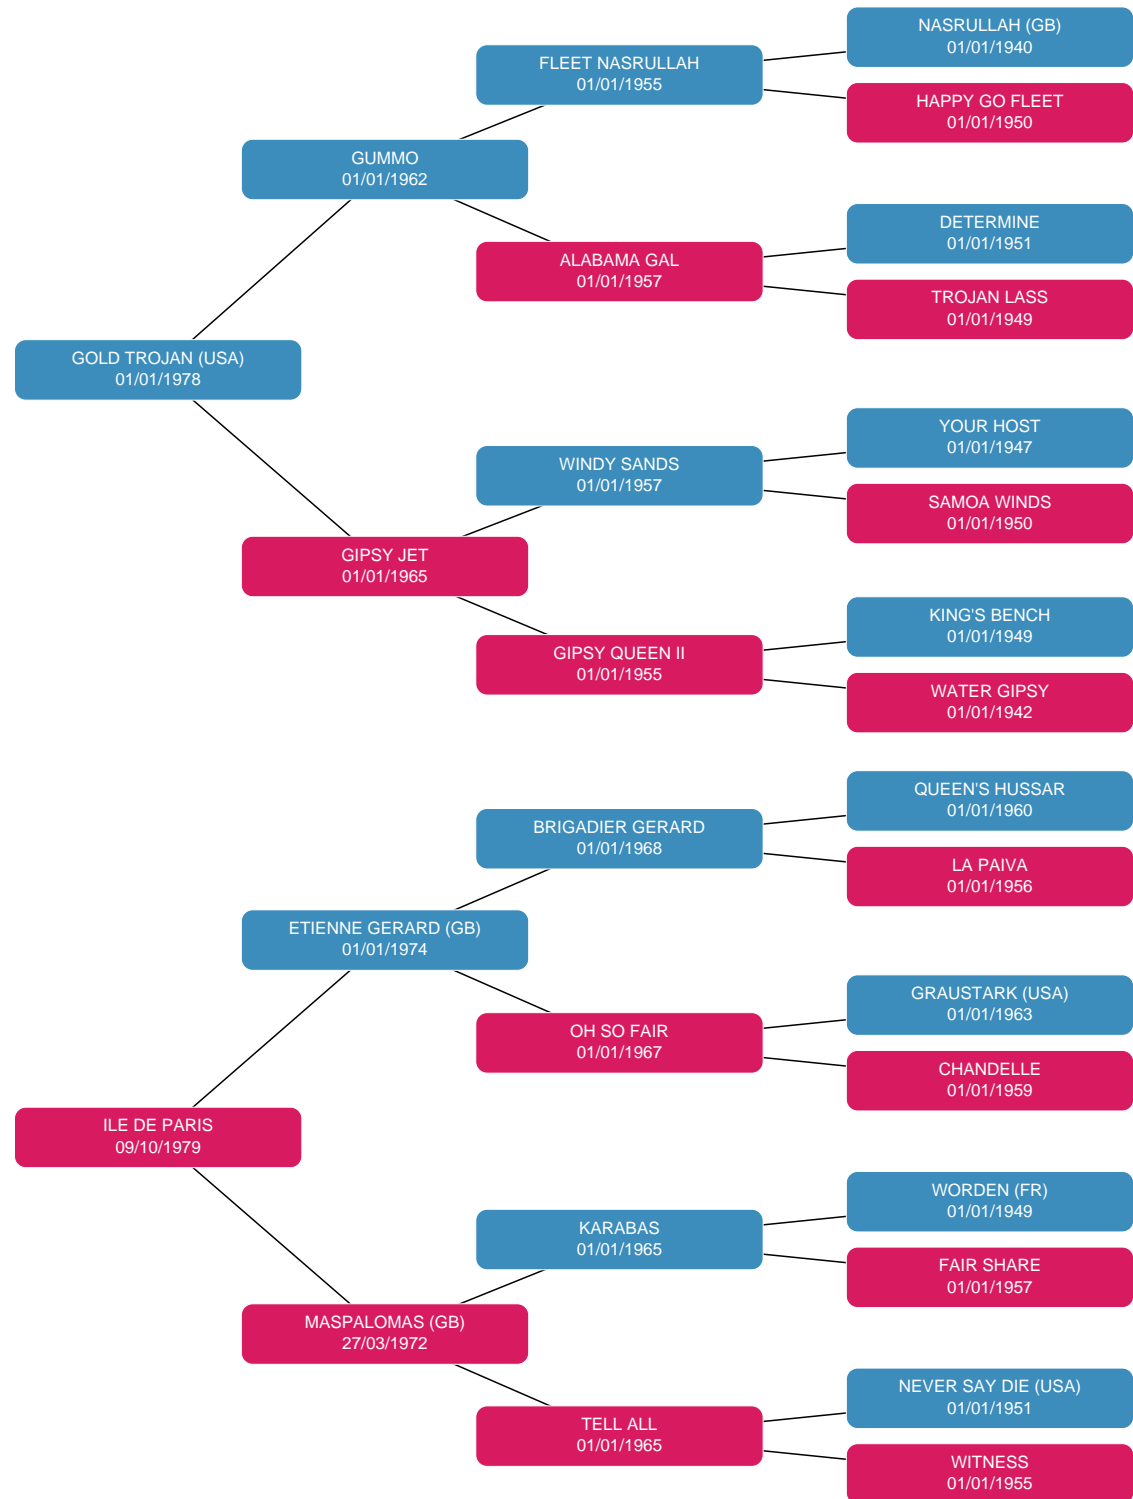 NASRULLAH (GB)
01/01/1940
FLEET NASRULLAH
01/01/1955
HAPPY GO FLEET
01/01/1950
GUMMO
01/01/1962
DETERMINE
01/01/1951
ALABAMA GAL
01/01/1957
TROJAN LASS
01/01/1949
GOLD TROJAN (USA)
01/01/1978
YOUR HOST
01/01/1947
WINDY SANDS
01/01/1957
SAMOA WINDS
01/01/1950
GIPSY JET
01/01/1965
KING'S BENCH
01/01/1949
GIPSY QUEEN II
01/01/1955
WATER GIPSY
01/01/1942
QUEEN'S HUSSAR
01/01/1960
BRIGADIER GERARD
01/01/1968
LA PAIVA
01/01/1956
ETIENNE GERARD (GB)
01/01/1974
GRAUSTARK (USA)
01/01/1963
OH SO FAIR
01/01/1967
CHANDELLE
01/01/1959
ILE DE PARIS
09/10/1979
WORDEN (FR)
01/01/1949
KARABAS
01/01/1965
FAIR SHARE
01/01/1957
MASPALOMAS (GB)
27/03/1972
NEVER SAY DIE (USA)
01/01/1951
TELL ALL
01/01/1965
WITNESS
01/01/1955